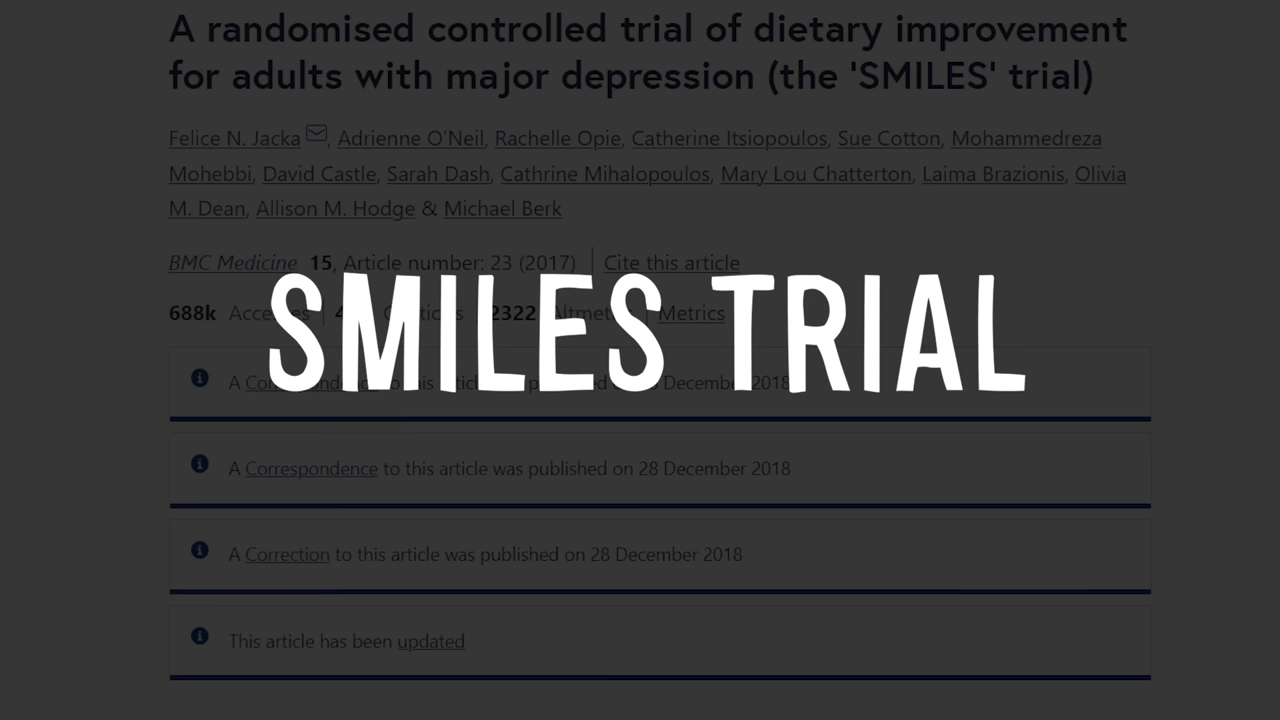 A randomised controlled trial of dietary improvement
for adults with major depression (the 'SMILES' trial)
Felice N. Jacka, Adrienne O'Neil, Rachelle Opie, Catherine Itsiopoulos, Sue Cotton, Mohammedreza
Mohebbi, David Castle, Sarah Dash, Cathrine Mihalopoulos, Mary Lou Chatterton, Laima Brazionis, Olivia
M. Dean, Allison M. Hodge & Michael Berk
BMC Medicine 15, Article number: 23 (2017) | Cite this article
SMILES TRIAL
688k 2322 | Metrics
A December 2018
A Correspondence to this article was published on 28 December 2018
A Correction to this article was published on 28 December 2018
This article has been updated